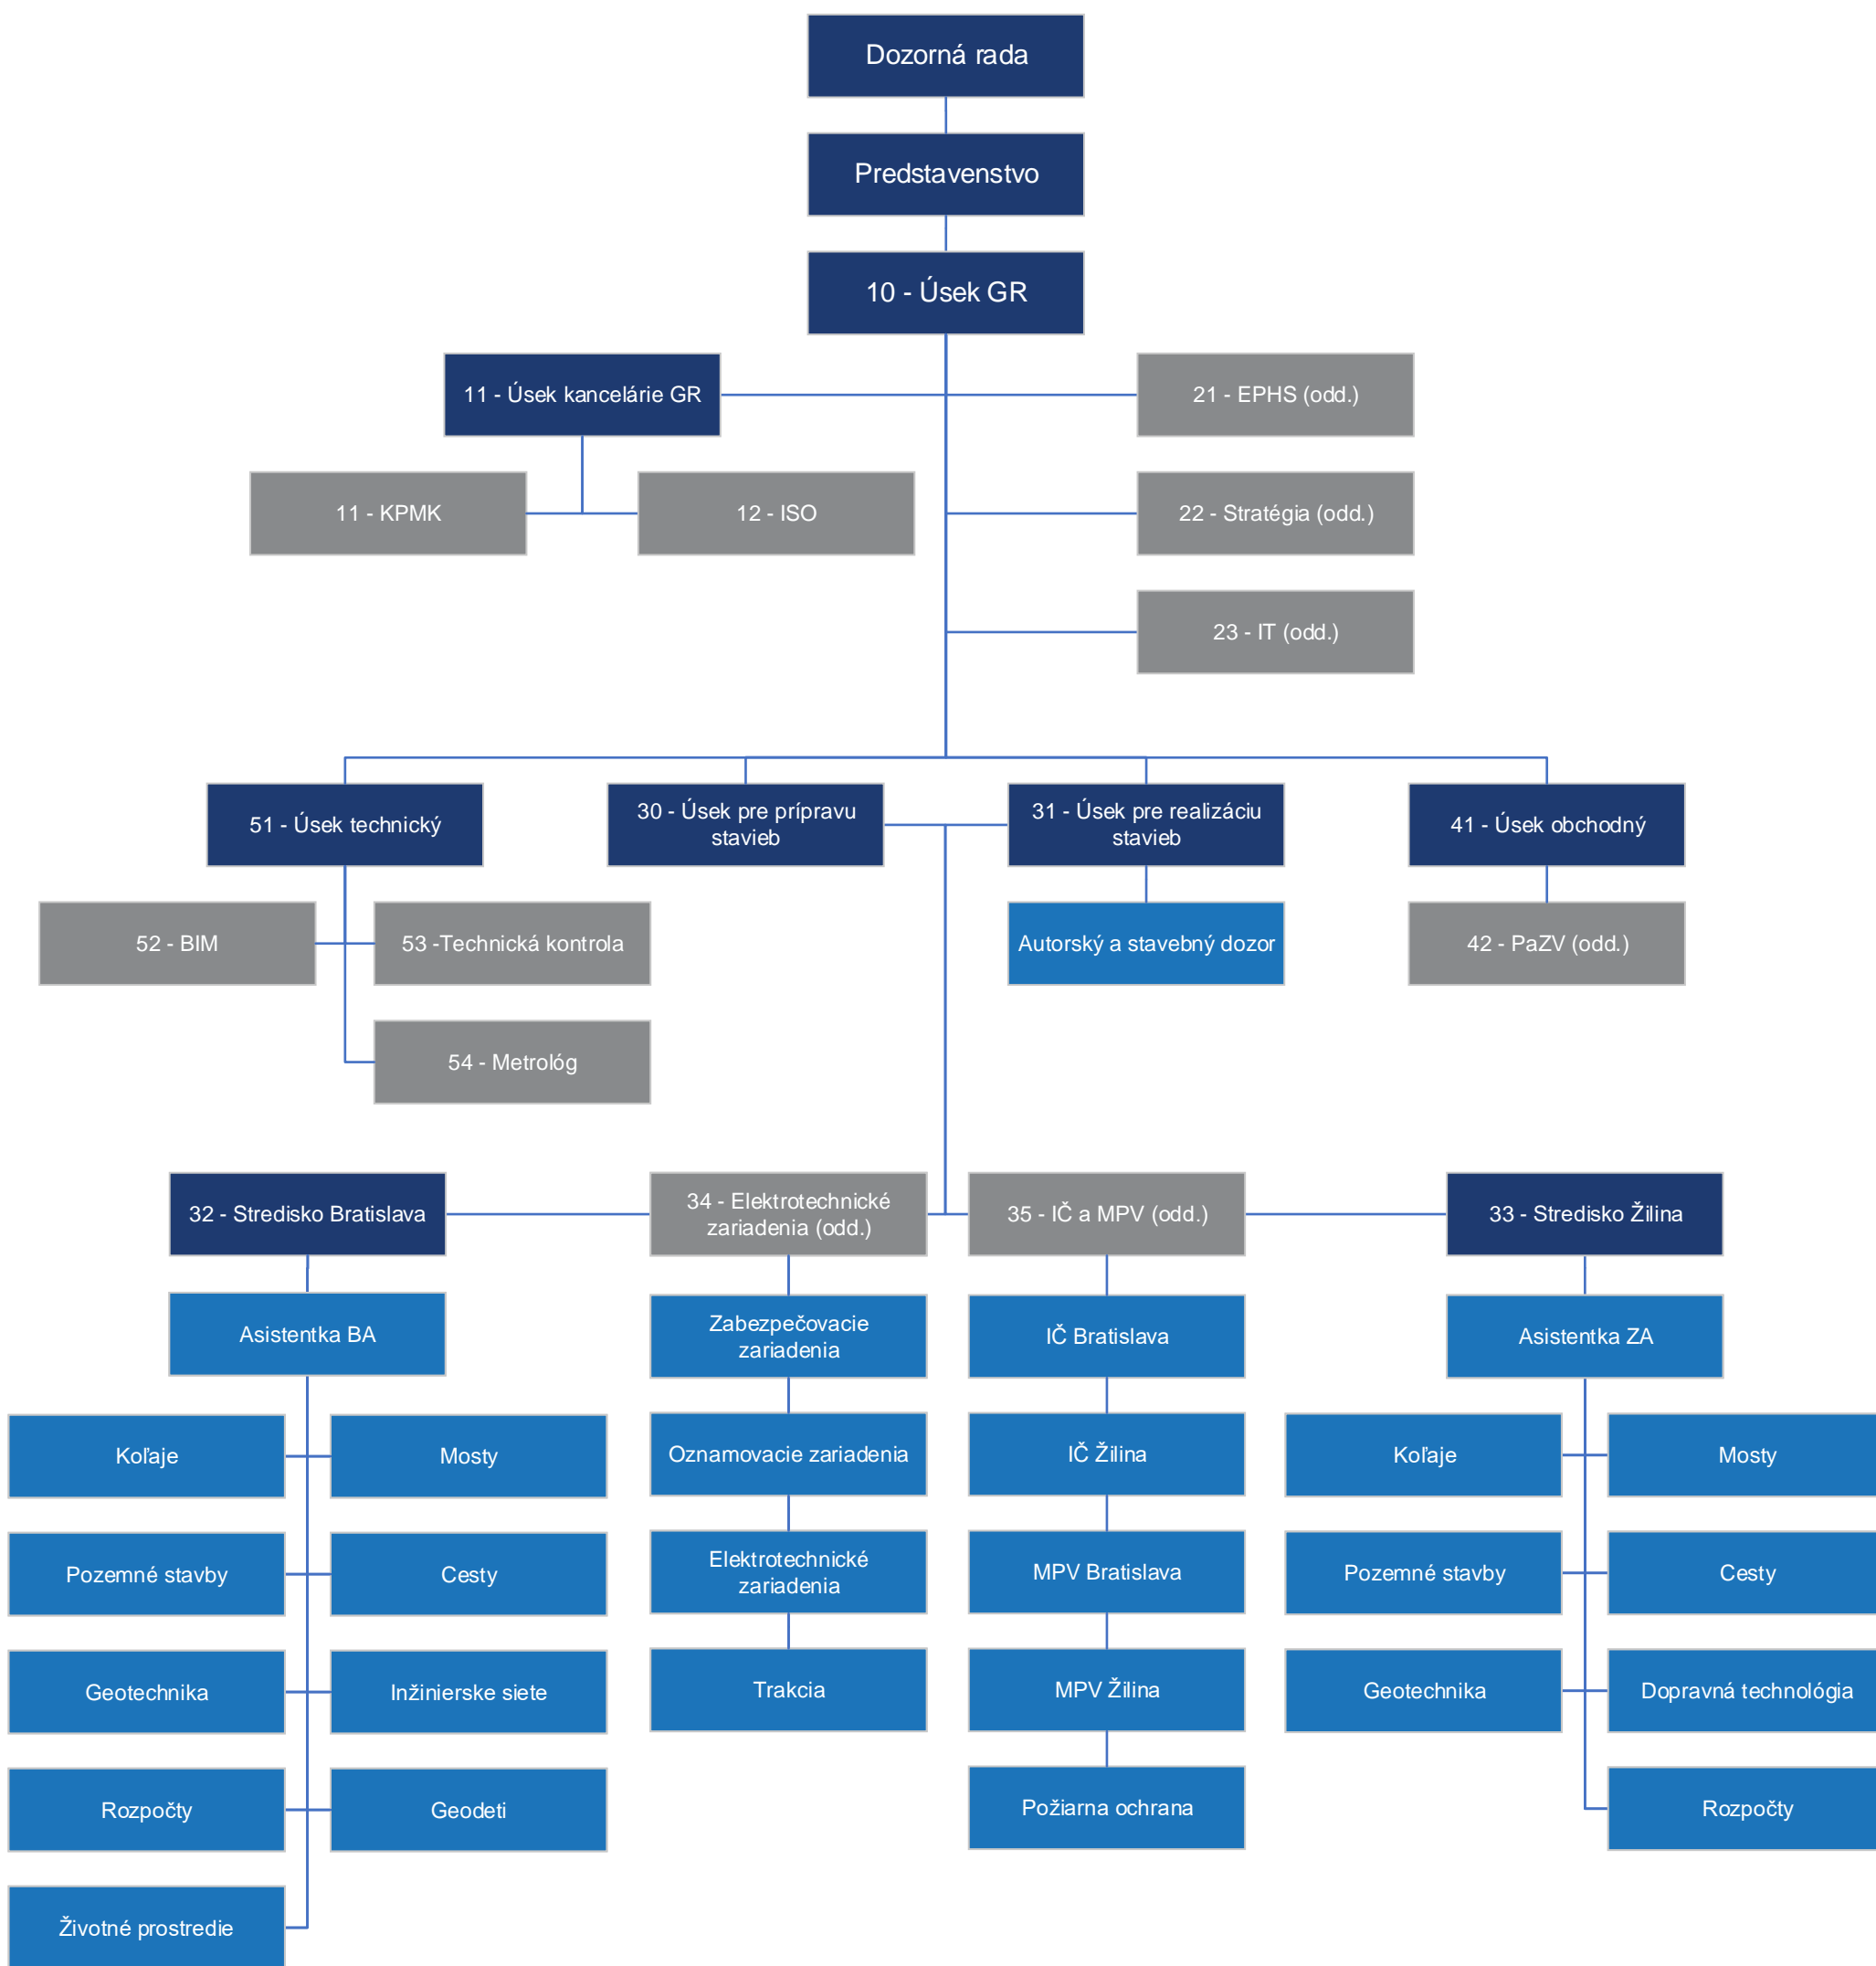 Dozorná rada
Predstavenstvo
10 - Úsek GR
11 - Úsek kancelárie GR
21 - EPHS (odd.)
11 - KPMK
12 - ISO
22 - Stratégia (odd.)
23 - IT (odd.)
51 - Úsek technický
30 - Úsek pre prípravu
stavieb
31 - Úsek pre realizáciu
stavieb
41 - Úsek obchodný
52 - BIM
53 -Technická kontrola
Autorský a stavebný dozor
42 - PaZV (odd.)
54 - Metrológ
32 - Stredisko Bratislava
34 - Elektrotechnické
zariadenia (odd.)
35 - IČ a MPV (odd.)
33 - Stredisko Žilina
Asistentka BA
Zabezpečovacie
zariadenia
IČ Bratislava
Asistentka ZA
Koľaje
Mosty
Oznamovacie zariadenia
IČ Žilina
Koľaje
Mosty
Pozemné stavby
Cesty
Elektrotechnické
zariadenia
MPV Bratislava
Pozemné stavby
Cesty
Geotechnika
Inžinierske siete
Trakcia
MPV Žilina
Geotechnika
Dopravná technológia
Rozpočty
Geodeti
Požiarna ochrana
Rozpočty
Životné prostredie